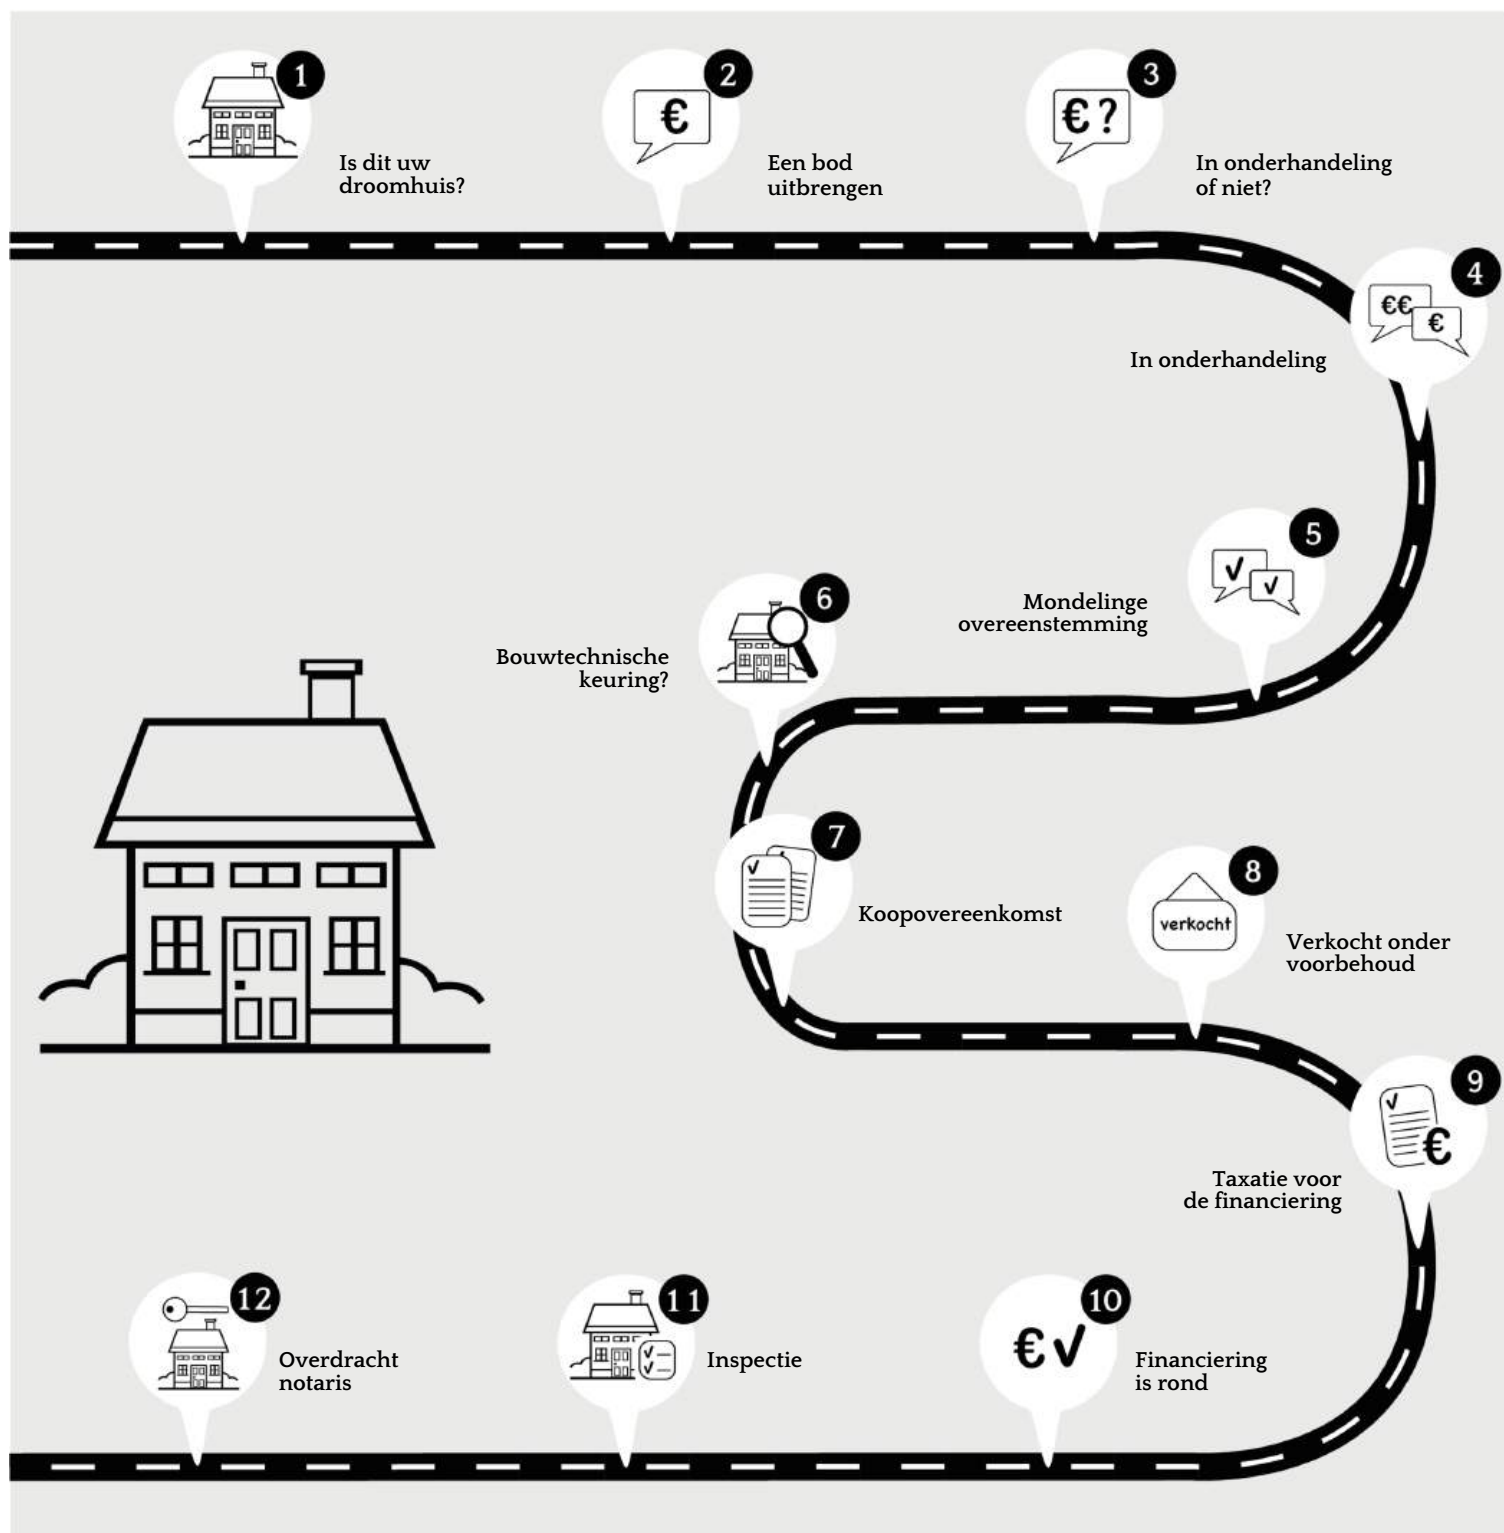 1
Is dit uw
droomhuis?
2
€
Een bod
uitbrengen
3
€?
In onderhandeling
of niet?
4
€€
€
In onderhandeling
5
Mondelinge
overeenstemming
6
Bouwtechnische
keuring?
7
Koopovereenkomst
8
verkocht
Verkocht onder
voorbehoud
9
€
Taxatie voor
de financiering
10
€
Financiering
is rond
11
Inspectie
12
Overdracht
notaris